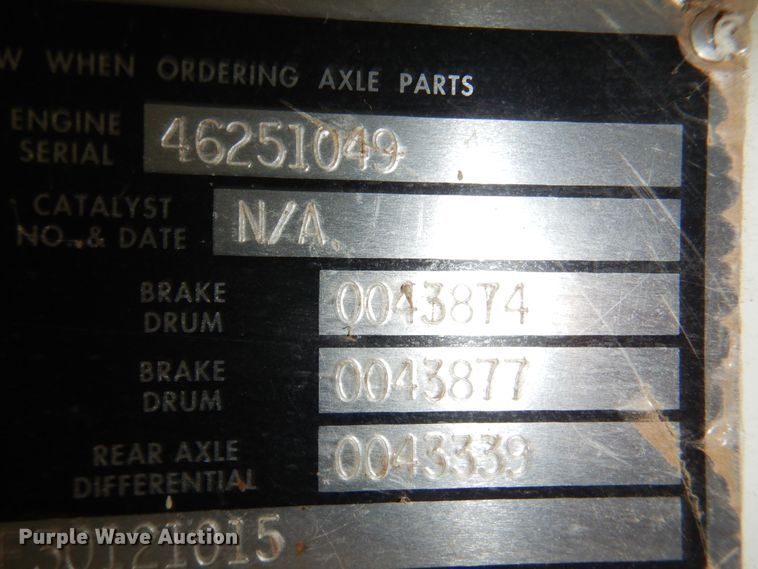 WHEN ORDERING AXLE PARTS
ENGINE SERIAL 46251049
CATALYST NO. & DATE N/A.
BRAKE DRUM 0043874
BRAKE DRUM 0043877
REAR AXLE DIFFERENTIAL 0043339
30121015
Purple Wave Auction